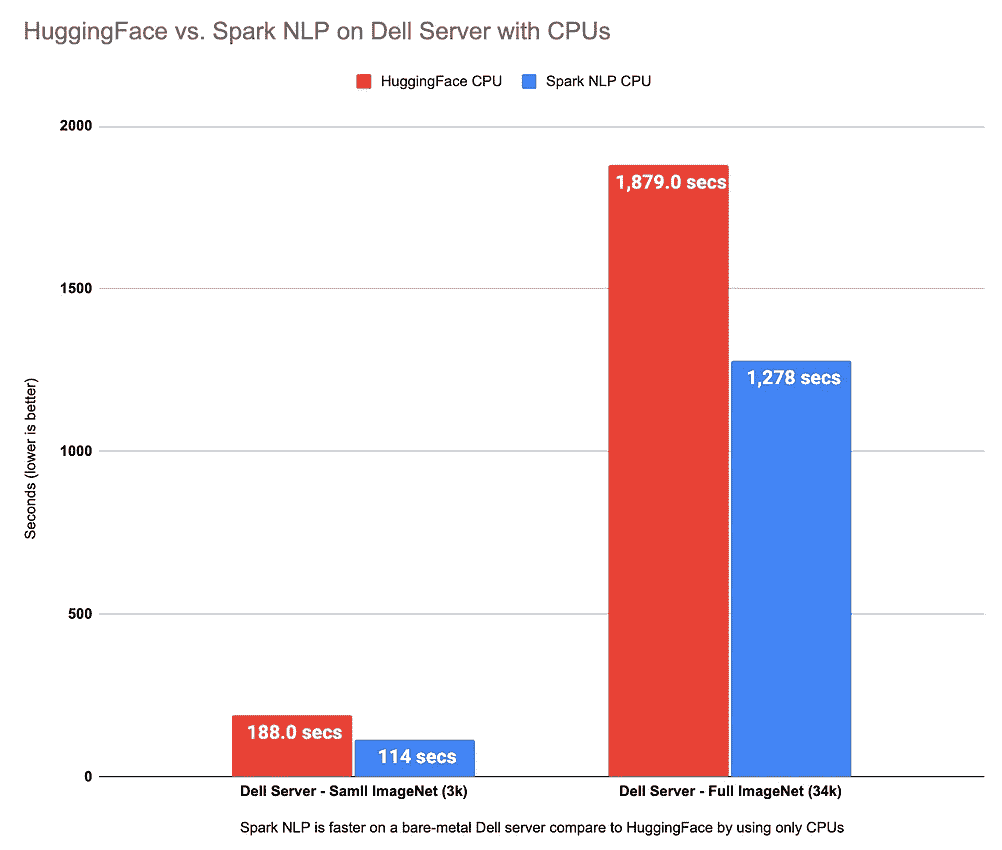 HuggingFace vs. Spark NLP on Dell Server with CPUs
HuggingFace CPU Spark NLP CPU
2000
1,879.0 secs
1500
1,278 secs
1000
Seconds (lower is better)
500
188.0 secs
114 secs
0
Dell Server - Samll ImageNet (3k) Dell Server - Full ImageNet (34k)
Spark NLP is faster on a bare-metal Dell server compare to HuggingFace by using only CPUs